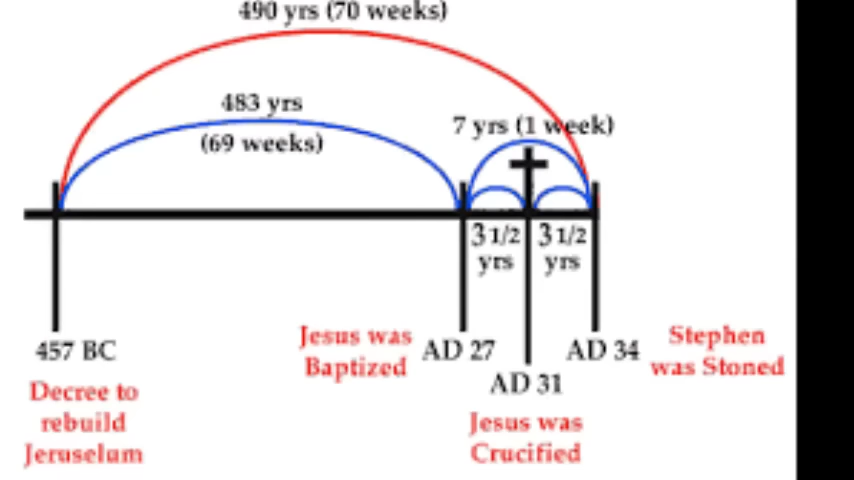 490 yrs (70 weeks)
483 yrs
(69 weeks)
7 yrs (1 week)
3 1/2
yrs
3 1/2
yrs
457 BC
Decree to
rebuild
Jeruselum
Jesus was
Baptized
AD 27
AD 31
Jesus was
Crucified
AD 34
Stephen
was Stoned